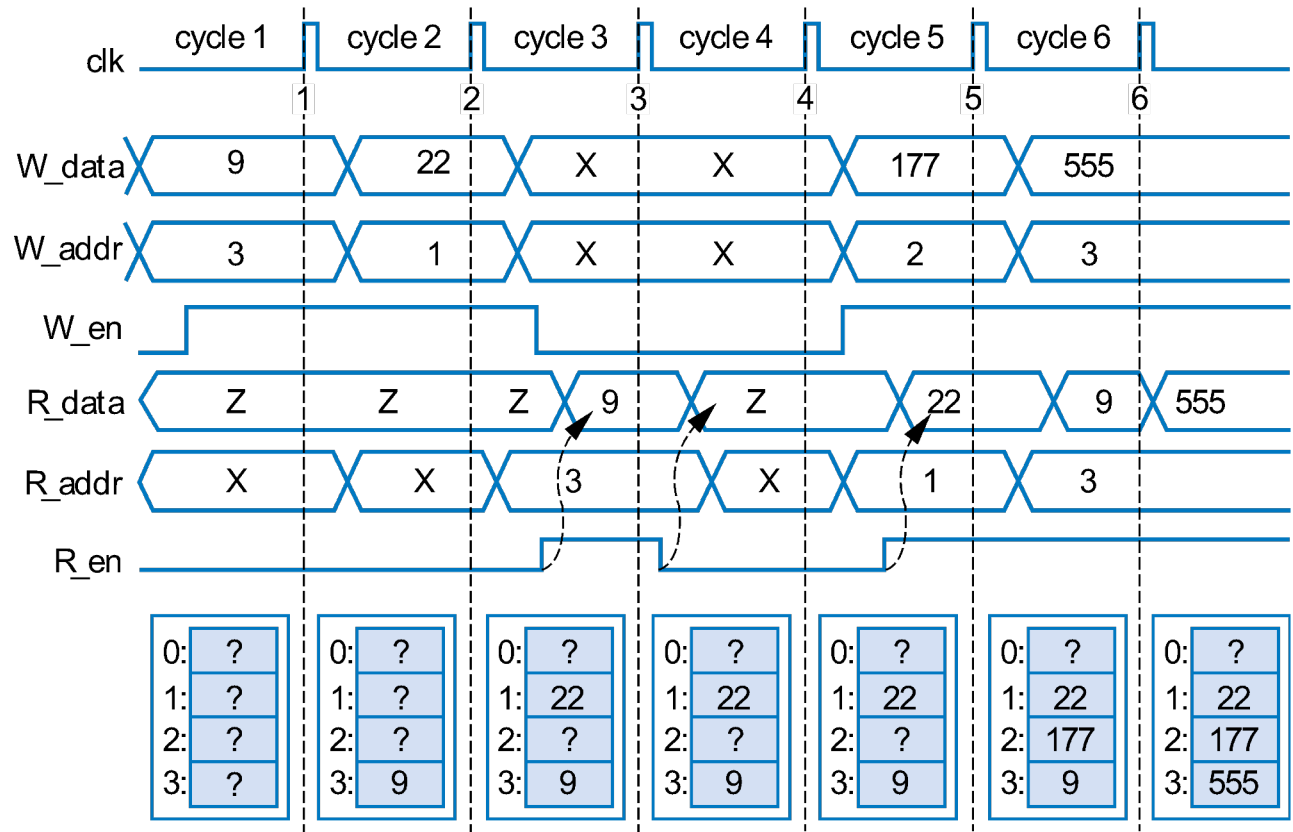 clk cycle 1 cycle 2 cycle 3 cycle 4 cycle 5 cycle 6
1 2 3 4 5 6
W_data 9 22 X X 177 555
W_addr 3 1 X X 2 3
W_en
R_data Z Z Z 9 Z 22 9 555
R_addr X X 3 X 1 3
R_en
0: ? 0: ? 0: ? 0: ? 0: ? 0: ? 0: ?
1: ? 1: ? 1: 22 1: 22 1: 22 1: 22 1: 22
2: ? 2: ? 2: ? 2: ? 2: ? 2: 177 2: 177
3: ? 3: 9 3: 9 3: 9 3: 9 3: 9 3: 555